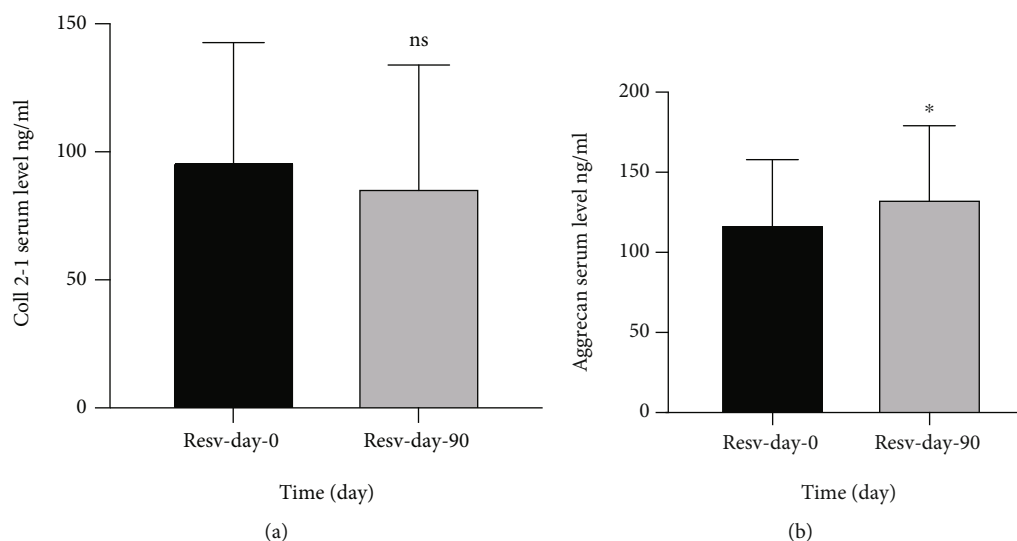 Coll 2-1 serum level ng/ml
150
100
50
0
ns
Resv-day-0
Resv-day-90
Time (day)
(a)
Aggrecan serum level ng/ml
200
150
100
50
0
*
Resv-day-0
Resv-day-90
Time (day)
(b)